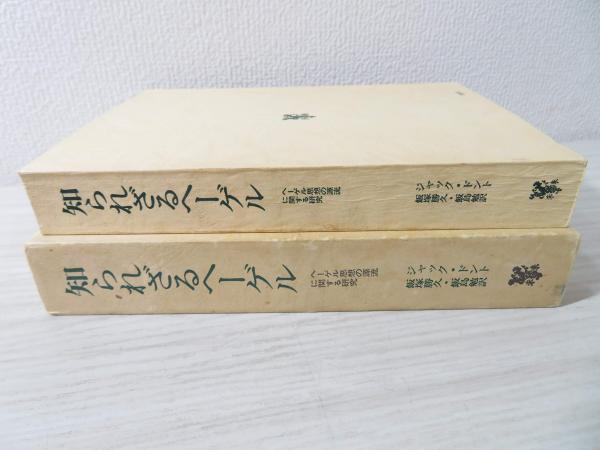 知られざるヘーゲル
ヘーゲル思想の源流
に関する研究
ジャック・ドント
飯塚勝久・飯島勉訳
知られざるヘーゲル
ヘーゲル思想の源流
に関する研究
ジャック・ドント
飯塚勝久・飯島勉訳